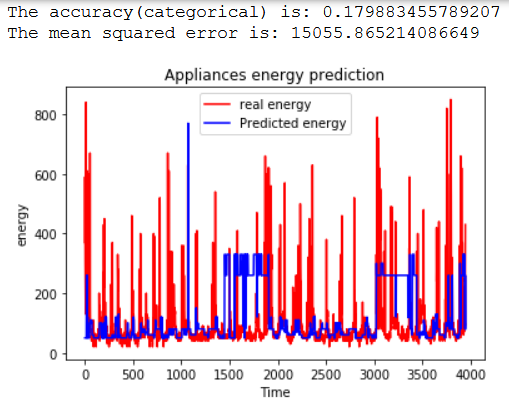 The accuracy(categorical) is: 0.179883455789207
The mean squared error is: 15055.865214086649
Appliances energy prediction
real energy
Predicted energy
800
600
400
200
0
energy
0 500 1000 1500 2000 2500 3000 3500 4000
Time